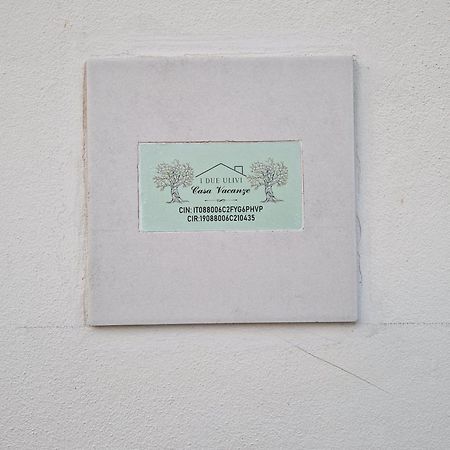 I DUE ULIVI
Casa Vacanze
CIN: IT088006C2FYG6PHVP
CIR:19088006C210435